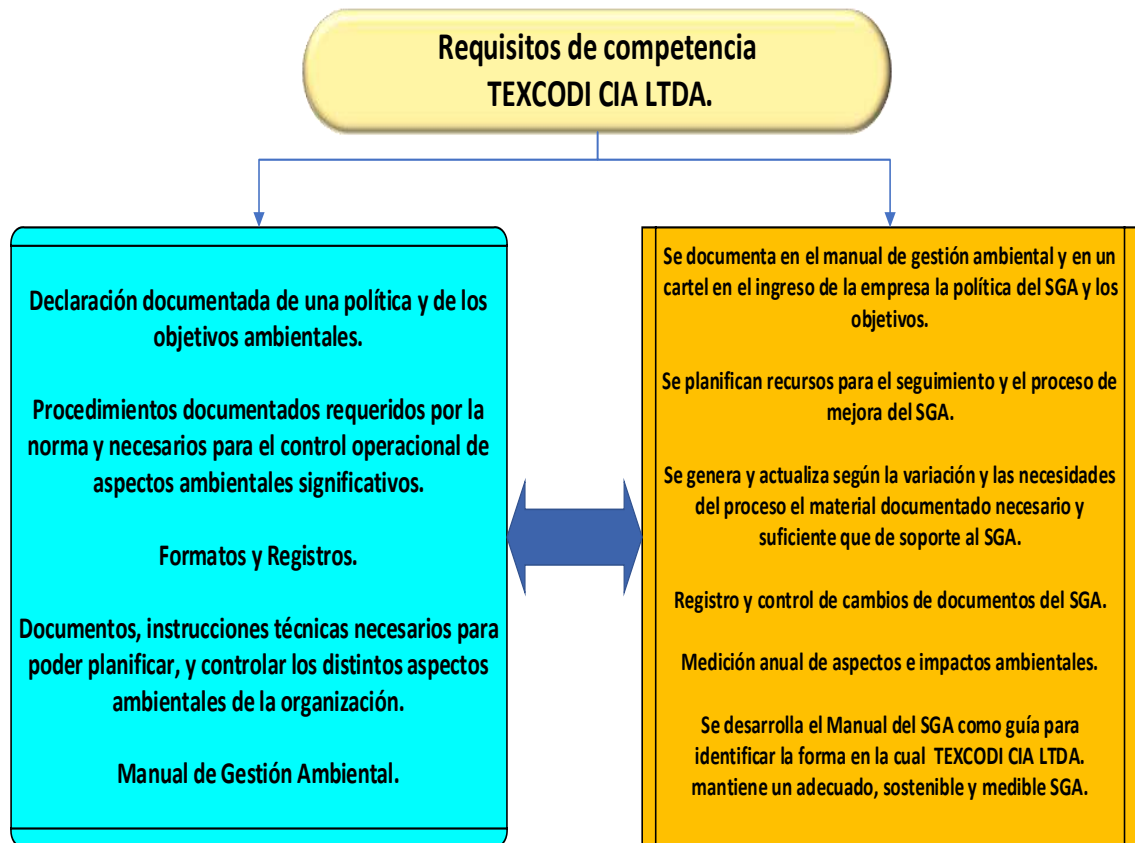 Requisitos de competencia
TEXCODI CIA LTDA.
Declaración documentada de una política y de los
objetivos ambientales.
Procedimientos documentados requeridos por la
norma y necesarios para el control operacional de
aspectos ambientales significativos.
Formatos y Registros.
Documentos, instrucciones técnicas necesarios para
poder planificar, y controlar los distintos aspectos
ambientales de la organización.
Manual de Gestión Ambiental.
Se documenta en el manual de gestión ambiental y en un
cartel en el ingreso de la empresa la política del SGA y los
objetivos.
Se planifican recursos para el seguimiento y el proceso de
mejora del SGA.
Se genera y actualiza según la variación y las necesidades
del proceso el material documentado necesario y
suficiente que de soporte al SGA.
Registro y control de cambios de documentos del SGA.
Medición anual de aspectos e impactos ambientales.
Se desarrolla el Manual del SGA como guía para
identificar la forma en la cual TEXCODI CIA LTDA.
mantiene un adecuado, sostenible y medible SGA.